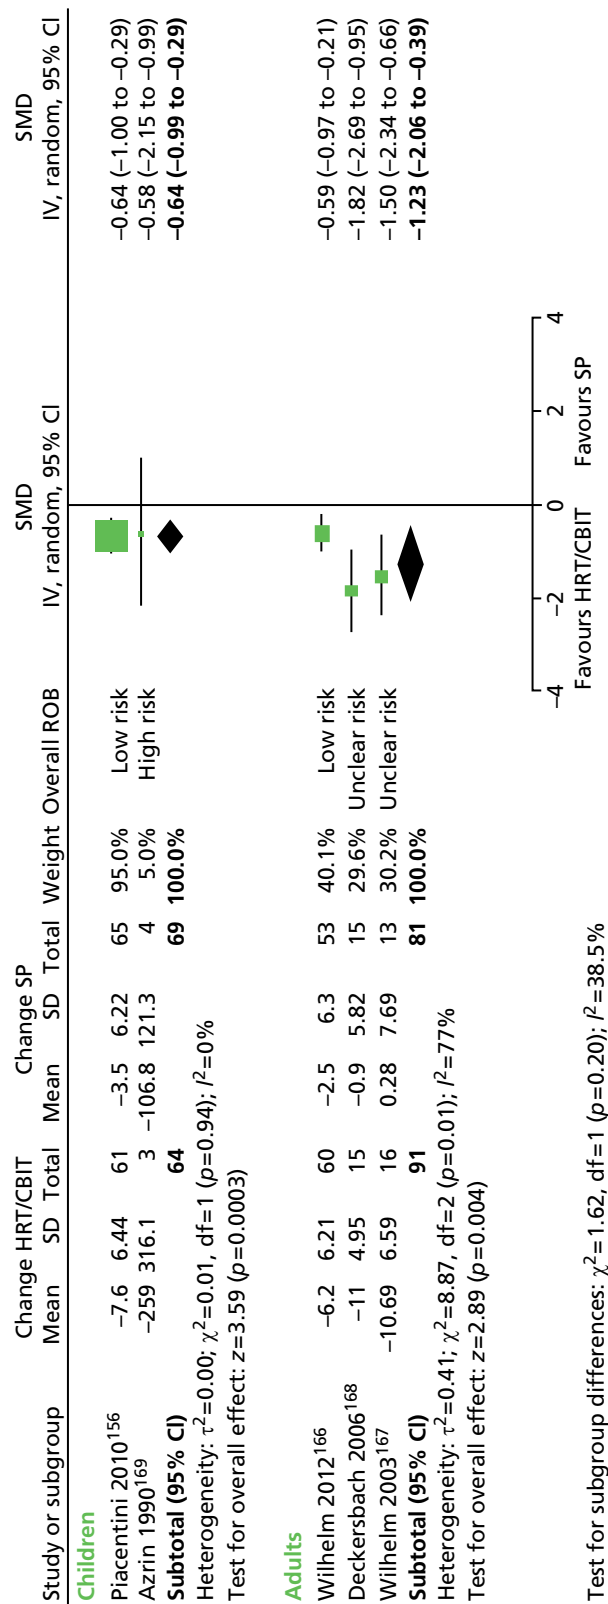 Study or subgroup Change HRT/CBIT Mean SD Total Change SP Mean SD Total Weight Overall ROB SMD IV, random, 95% CI SMD IV, random, 95% CI
Children
Piacentini 2010¹⁵⁶ −7.6 6.44 61 −3.5 6.22 65 95.0% Low risk −0.64 (−1.00 to −0.29)
Azrin 1990¹⁶⁹ −259 316.1 3 −106.8 121.3 4 5.0% High risk −0.58 (−2.15 to −0.99)
Subtotal (95% CI) 64 69 100.0% −0.64 (−0.99 to −0.29)
Heterogeneity: τ²=0.00; χ²=0.01, df=1 (p=0.94); I²=0%
Test for overall effect: z=3.59 (p=0.0003)
Adults
Wilhelm 2012¹⁶⁶ −6.2 6.21 60 −2.5 6.3 53 40.1% Low risk −0.59 (−0.97 to −0.21)
Deckersbach 2006¹⁶⁸ −11 4.95 15 −0.9 5.82 15 29.6% Unclear risk −1.82 (−2.69 to −0.95)
Wilhelm 2003¹⁶⁷ −10.69 6.59 16 0.28 7.69 13 30.2% Unclear risk −1.50 (−2.34 to −0.66)
Subtotal (95% CI) 91 81 100.0% −1.23 (−2.06 to −0.39)
Heterogeneity: τ²=0.41; χ²=8.87, df=2 (p=0.01); I²=77%
Test for overall effect: z=2.89 (p=0.004)
−4 −2 0 2 4
Favours HRT/CBIT Favours SP
Test for subgroup differences: χ²=1.62, df=1 (p=0.20); I²=38.5%